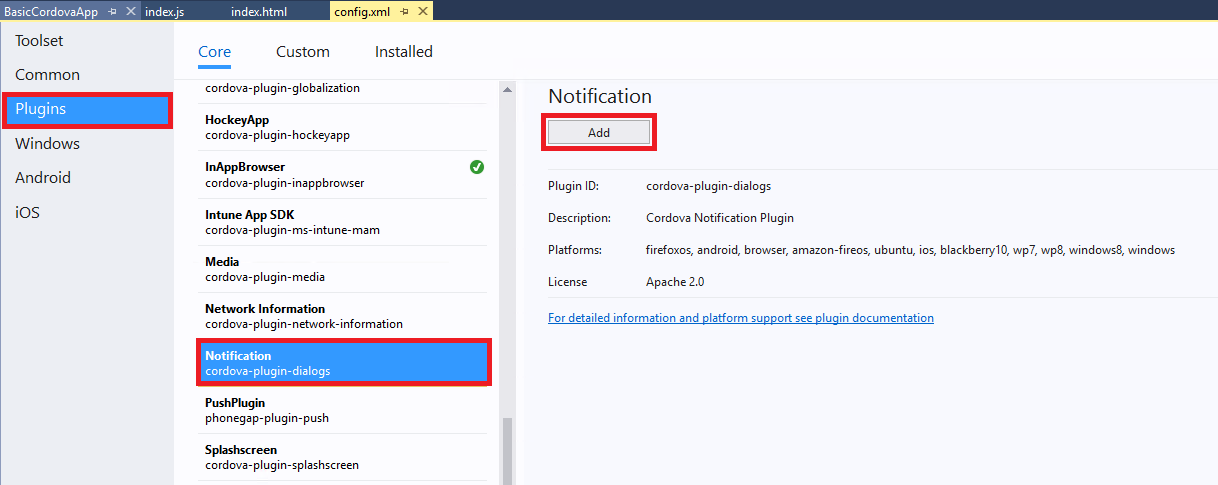 BasicCordovaApp index.js index.html config.xml
Toolset
Common
Plugins
Windows
Android
iOS
Core Custom Installed
cordova-plugin-globalization
HockeyApp
cordova-plugin-hockeyapp
InAppBrowser
cordova-plugin-inappbrowser
Intune App SDK
cordova-plugin-ms-intune-mam
Media
cordova-plugin-media
Network Information
cordova-plugin-network-information
Notification
cordova-plugin-dialogs
PushPlugin
phonegap-plugin-push
Splashscreen
cordova-plugin-splashscreen
Notification
Add
Plugin ID: cordova-plugin-dialogs
Description: Cordova Notification Plugin
Platforms: firefoxos, android, browser, amazon-fireos, ubuntu, ios, blackberry10, wp7, wp8, windows8, windows
License Apache 2.0
For detailed information and platform support see plugin documentation